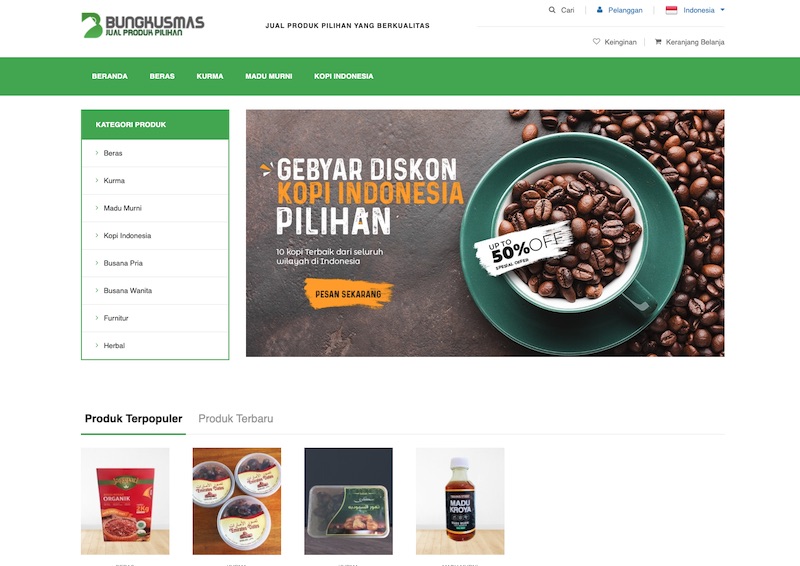 BUNGKUSMAS
JUAL PRODUK PILIHAN
JUAL PRODUK PILIHAN YANG BERKUALITAS
Cari
Pelanggan
Indonesia
Keinginan
Keranjang Belanja
BERANDA
BERAS
KURMA
MADU MURNI
KOPI INDONESIA
KATEGORI PRODUK
Beras
Kurma
Madu Murni
Kopi Indonesia
Busana Pria
Busana Wanita
Furnitur
Herbal
GEBYAR DISKON
KOPI INDONESIA
PILIHAN
10 kopi Terbaik dari seluruh
wilayah di Indonesia
PESAN SEKARANG
UP TO
50% OFF
SPESIAL OFFER
Produk Terpopuler
Produk Terbaru
ORGANIK
2Kg
MADU
KROYA